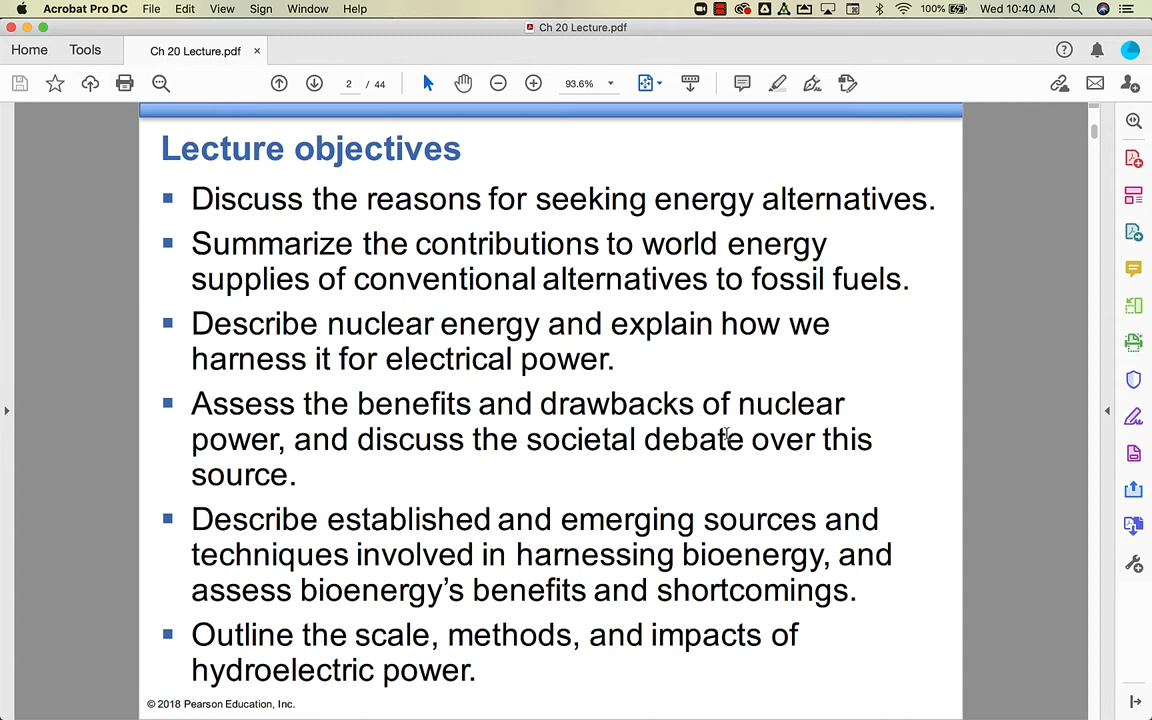 Acrobat Pro DC File Edit View Sign Window Help 100% Wed 10:40 AM
Ch 20 Lecture.pdf
Home Tools Ch 20 Lecture.pdf ×
2 / 44 93.6%
Lecture objectives
Discuss the reasons for seeking energy alternatives.
Summarize the contributions to world energy
supplies of conventional alternatives to fossil fuels.
Describe nuclear energy and explain how we
harness it for electrical power.
Assess the benefits and drawbacks of nuclear
power, and discuss the societal debate over this
source.
Describe established and emerging sources and
techniques involved in harnessing bioenergy, and
assess bioenergy’s benefits and shortcomings.
Outline the scale, methods, and impacts of
hydroelectric power.
© 2018 Pearson Education, Inc.